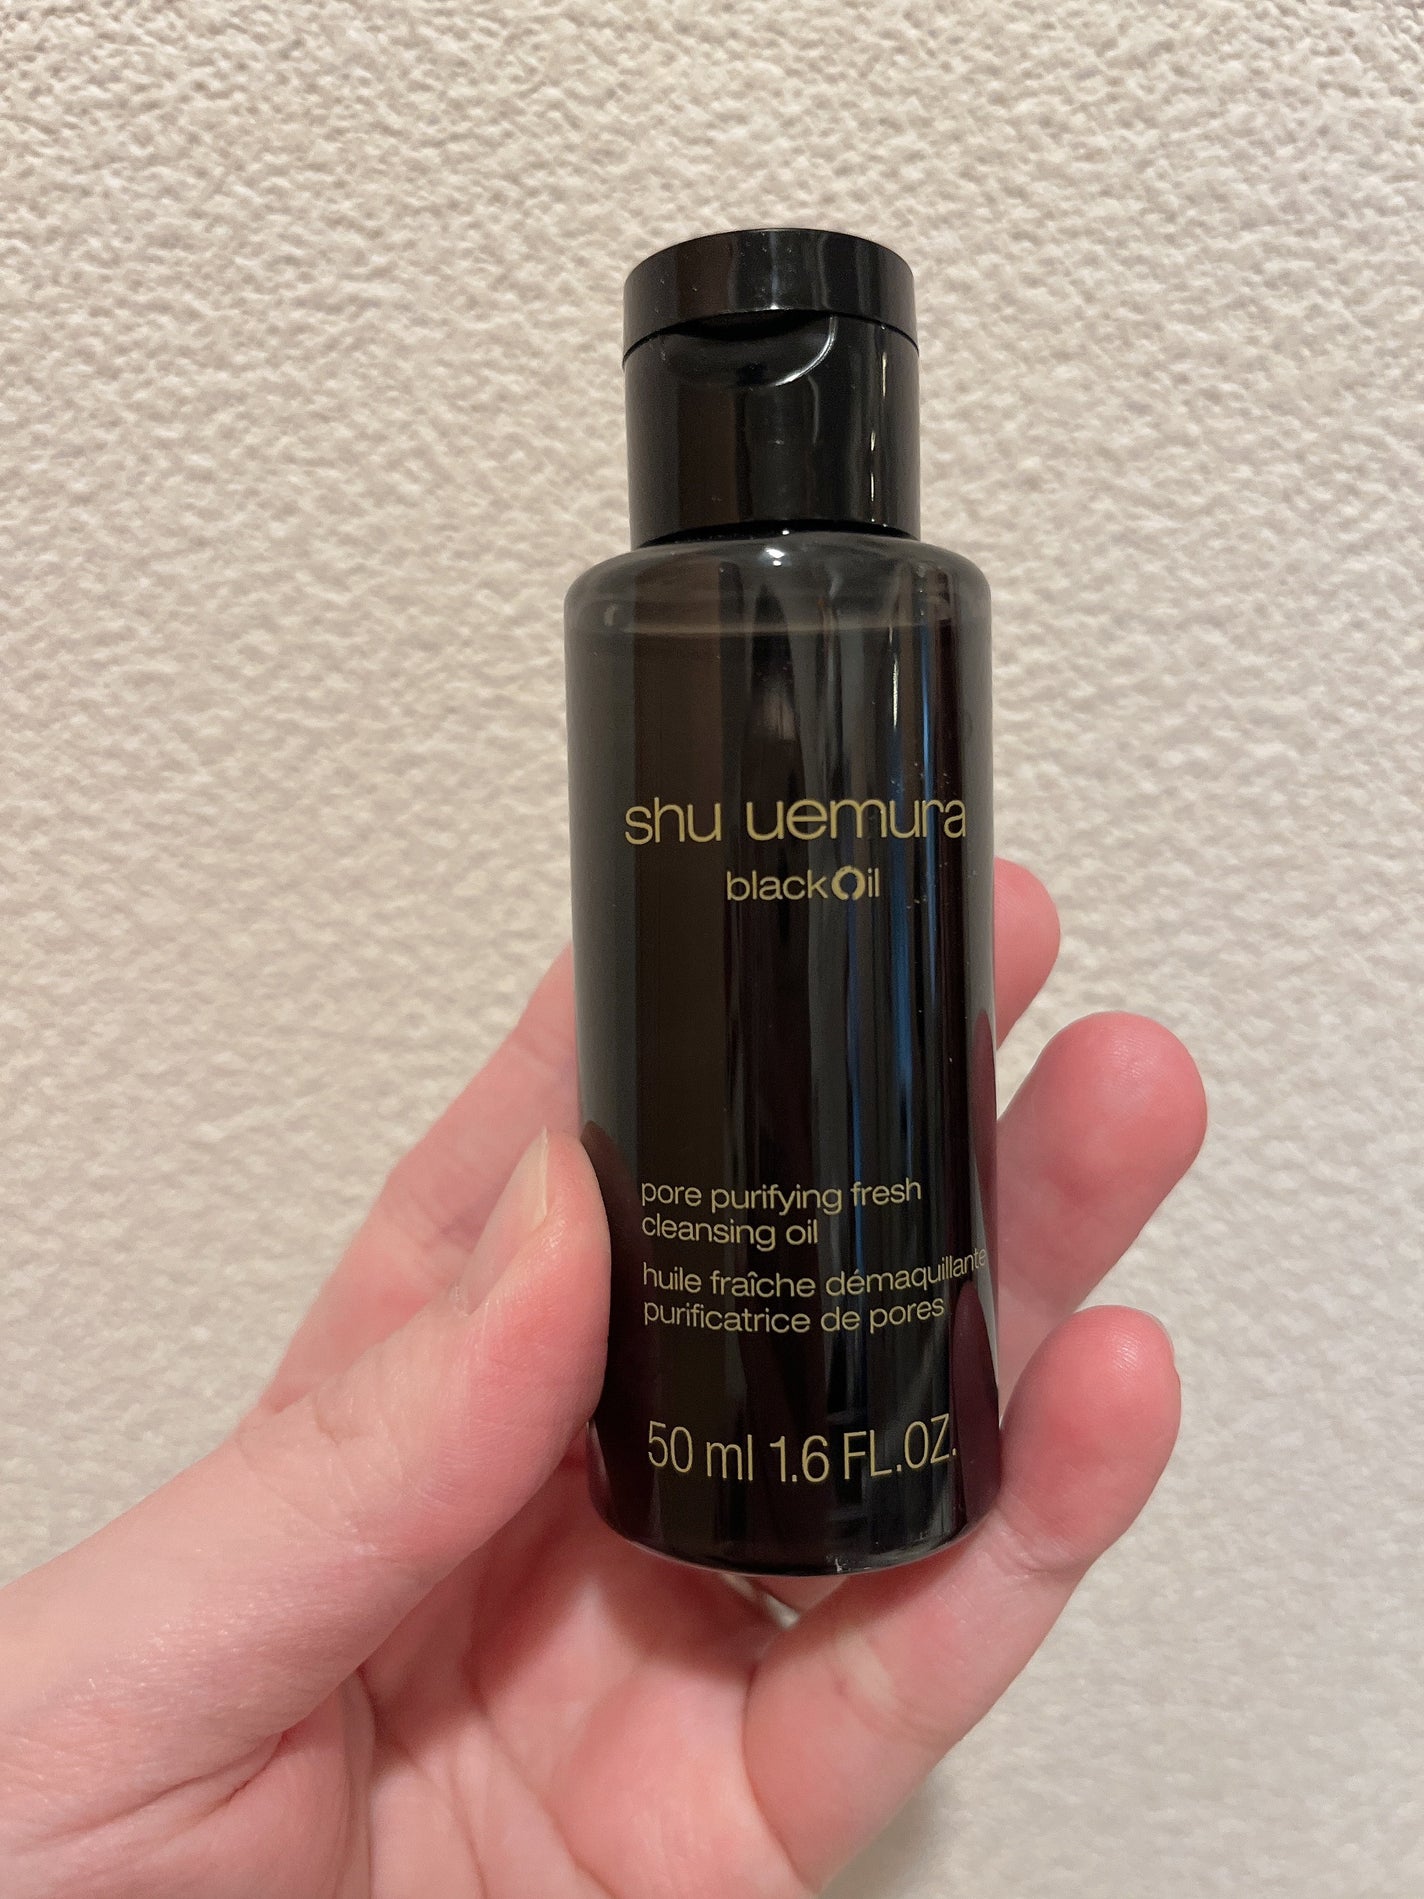 shu uemura
blackOil
pore purifying fresh
cleansing oil
huile fraîche démaquillante
purificatrice de pores
50 ml 1.6 FL.OZ.